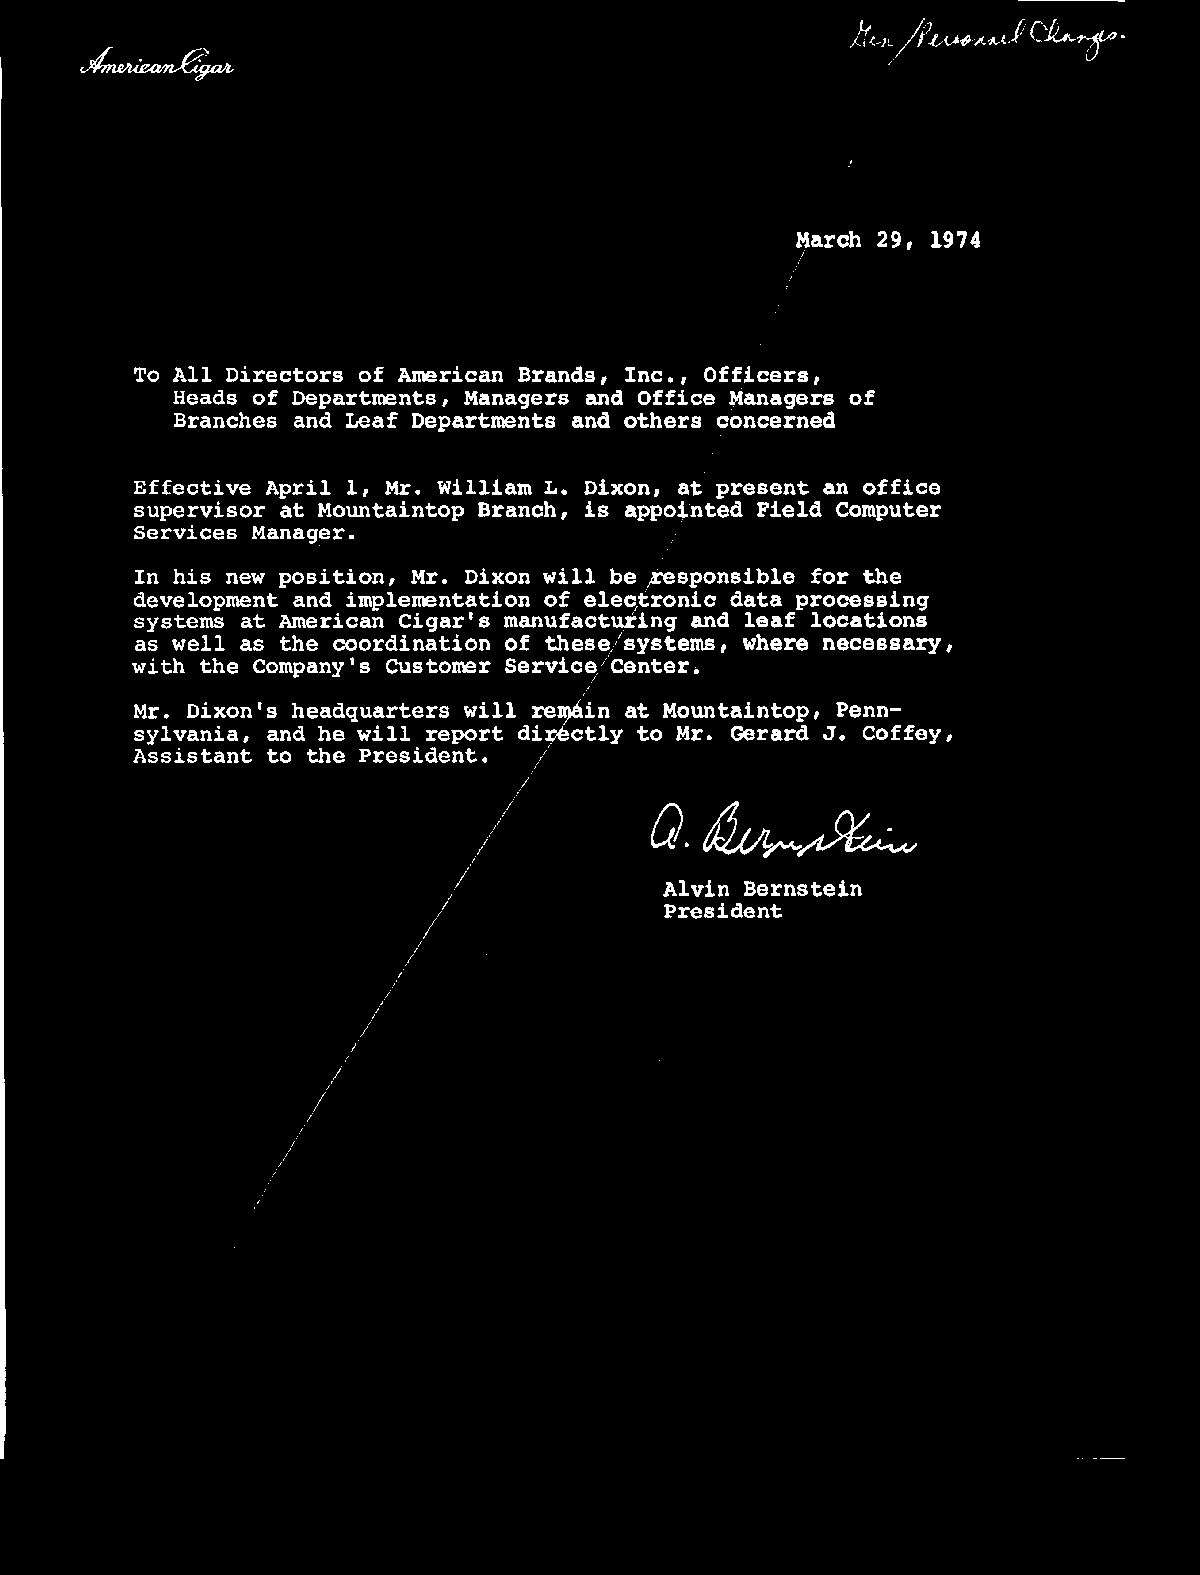 Gen/Personnel Changes.
American Cigar
March 29, 1974
To All Directors of American Brands, Inc., Officers,
Heads of Departments, Managers and Office Managers of
Branches and Leaf Departments and others concerned
Effective April 1, Mr. William L. Dixon, at present an office
supervisor at Mountaintop Branch, is appointed Field Computer
Services Manager.
In his new position, Mr. Dixon will be responsible for the
development and implementation of electronic data processing
systems at American Cigar's manufacturing and leaf locations
as well as the coordination of these systems, where necessary,
with the Company's Customer Service Center.
Mr. Dixon's headquarters will remain at Mountaintop, Penn-
sylvania, and he will report directly to Mr. Gerard J. Coffey,
Assistant to the President.
A. Bernstein
Alvin Bernstein
President